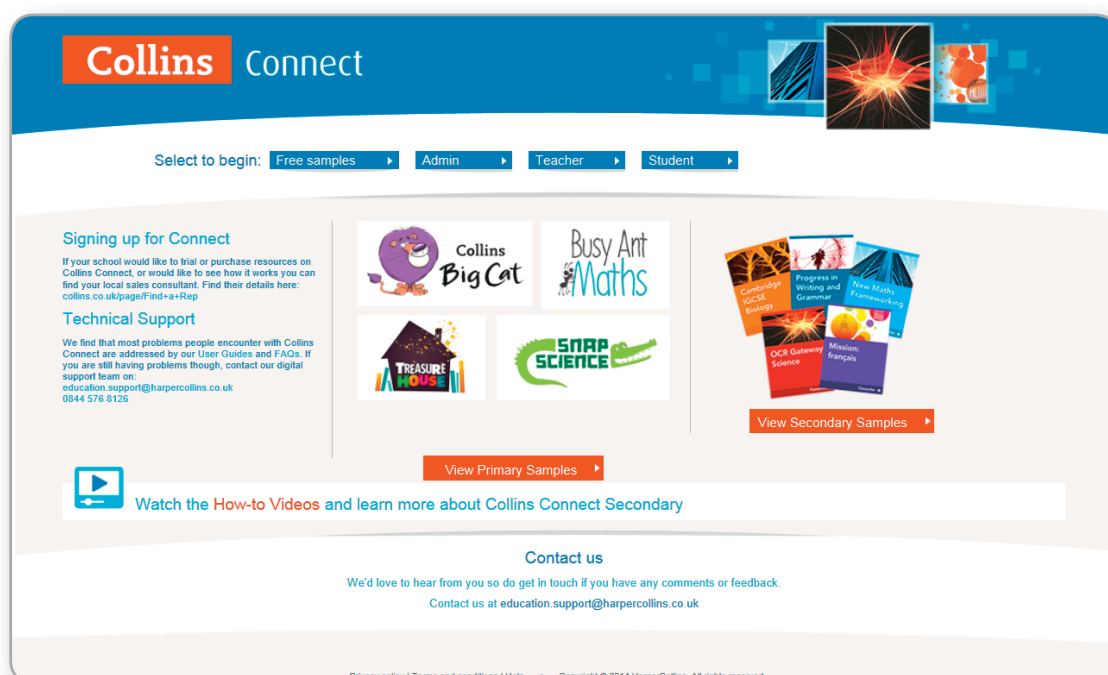 Collins Connect
Select to begin: Free samples Admin Teacher Student
Signing up for Connect
If your school would like to trial or purchase resources on
Collins Connect, or would like to see how it works you can
find your local sales consultant. Find their details here:
collins.co.uk/page/Find+a+Rep
Technical Support
We find that most problems people encounter with Collins
Connect are addressed by our User Guides and FAQs. If
you are still having problems though, contact our digital
support team on:
education.support@harpercollins.co.uk
0844 576 8126
Collins
Big Cat
Busy Ant
Maths
TREASURE
HOUSE
SNAP
SCIENCE
View Primary Samples
Cambridge
IGCSE
Biology
Progress in
Writing and
Grammar
New Maths
Frameworking
OCR Gateway
Science
Mission:
français
View Secondary Samples
Watch the How-to Videos and learn more about Collins Connect Secondary
Contact us
We'd love to hear from you so do get in touch if you have any comments or feedback.
Contact us at education.support@harpercollins.co.uk